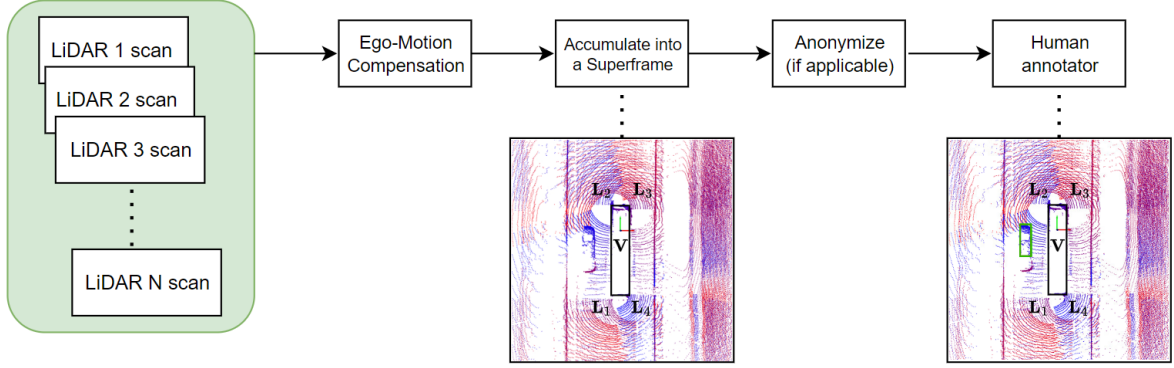 LiDAR 1 scan
LiDAR 2 scan
LiDAR 3 scan
LiDAR N scan
Ego-Motion
Compensation
Accumulate into
a Superframe
Anonymize
(if applicable)
Human
annotator
L2 L3
V
L1 L4
L2 L3
V
L1 L4